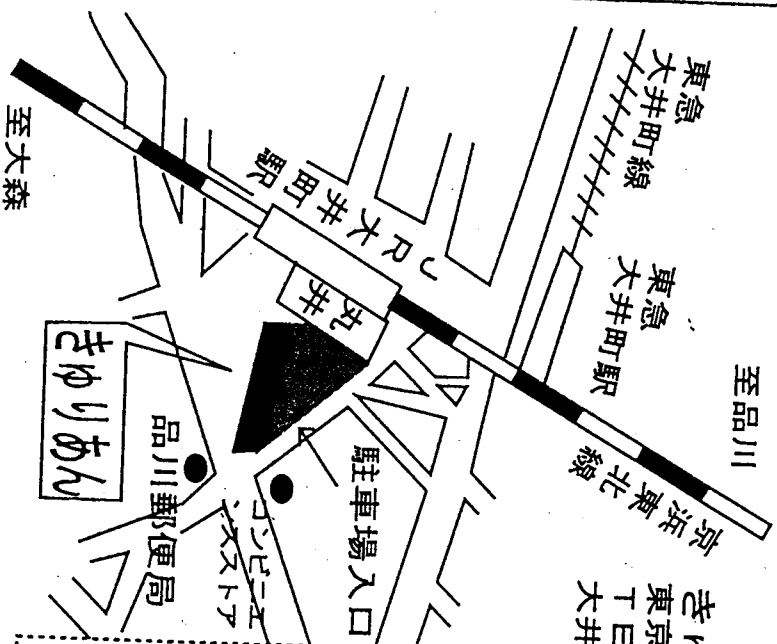 東急
大井町線
東急
大井町駅
至品川
京浜東北線
JR大井町駅
丸井
至大森
きゅりあん
品川郵便局
コンビニエ
ンスストア
駐車場入口
き
東京
T
大井